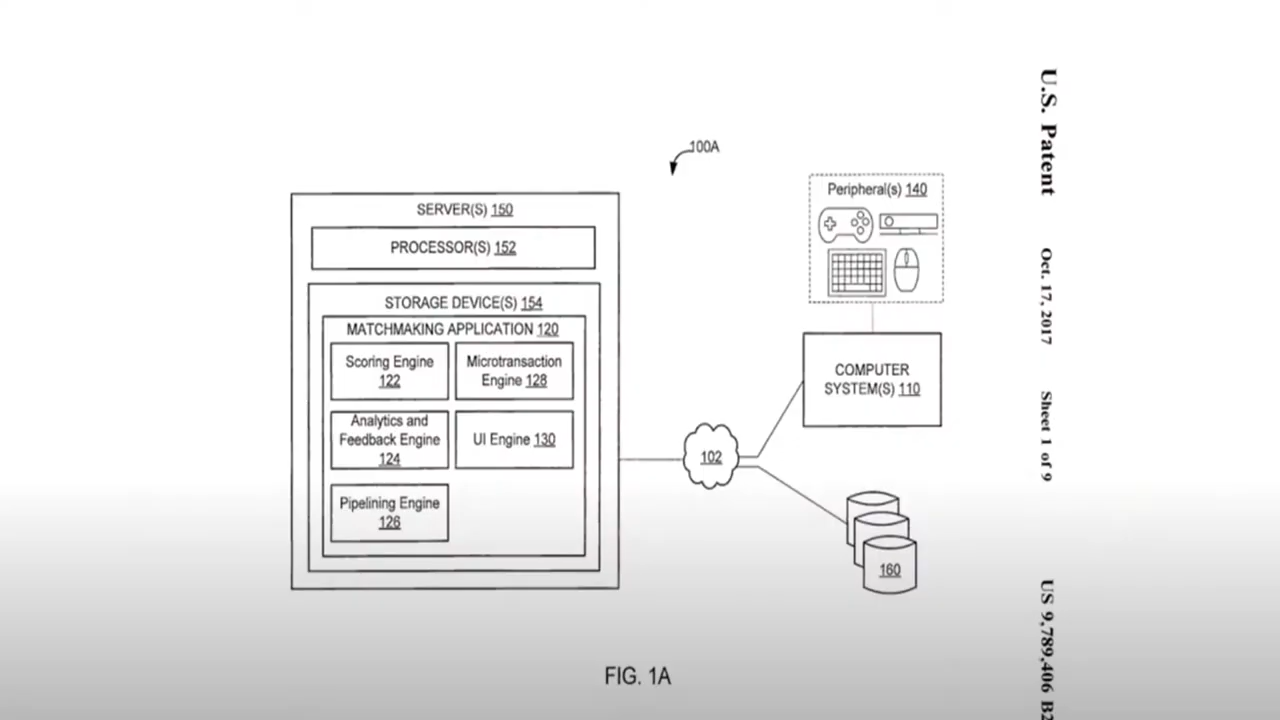 100A
SERVER(S) 150
PROCESSOR(S) 152
STORAGE DEVICE(S) 154
MATCHMAKING APPLICATION 120
Scoring Engine
122
Microtransaction
Engine 128
Analytics and
Feedback Engine
124
UI Engine 130
Pipelining Engine
126
102
Peripheral(s) 140
COMPUTER
SYSTEM(S) 110
160
FIG. 1A
U.S. Patent Oct. 17, 2017 Sheet 1 of 9 US 9,789,406 B2